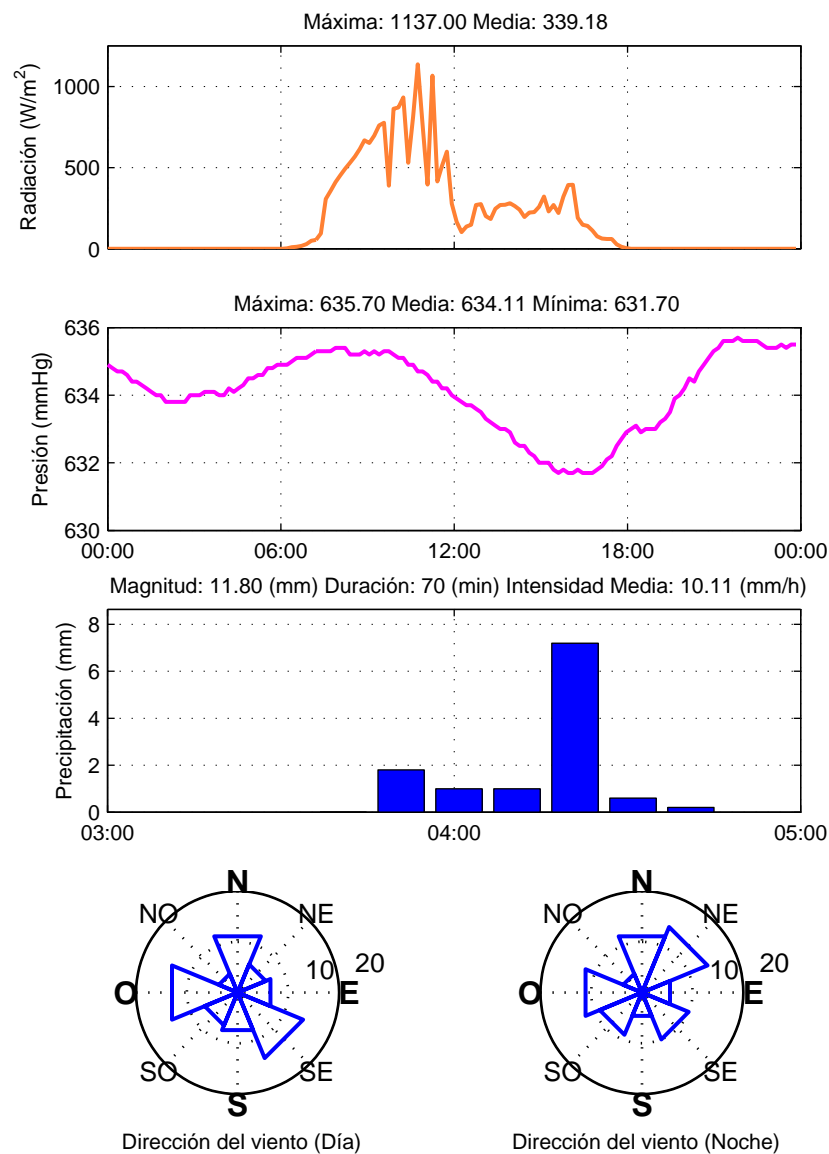 Máxima: 1137.00 Media: 339.18
Radiación (W/m²)
1000
500
0
Máxima: 635.70 Media: 634.11 Mínima: 631.70
Presión (mmHg)
636
634
632
630
00:00 06:00 12:00 18:00 00:00
Magnitud: 11.80 (mm) Duración: 70 (min) Intensidad Media: 10.11 (mm/h)
Precipitación (mm)
8
6
4
2
0
03:00 04:00 05:00
N
NO NE
10 20
O E
SO SE
S
Dirección del viento (Día)
N
NO NE
10 20
O E
SO SE
S
Dirección del viento (Noche)